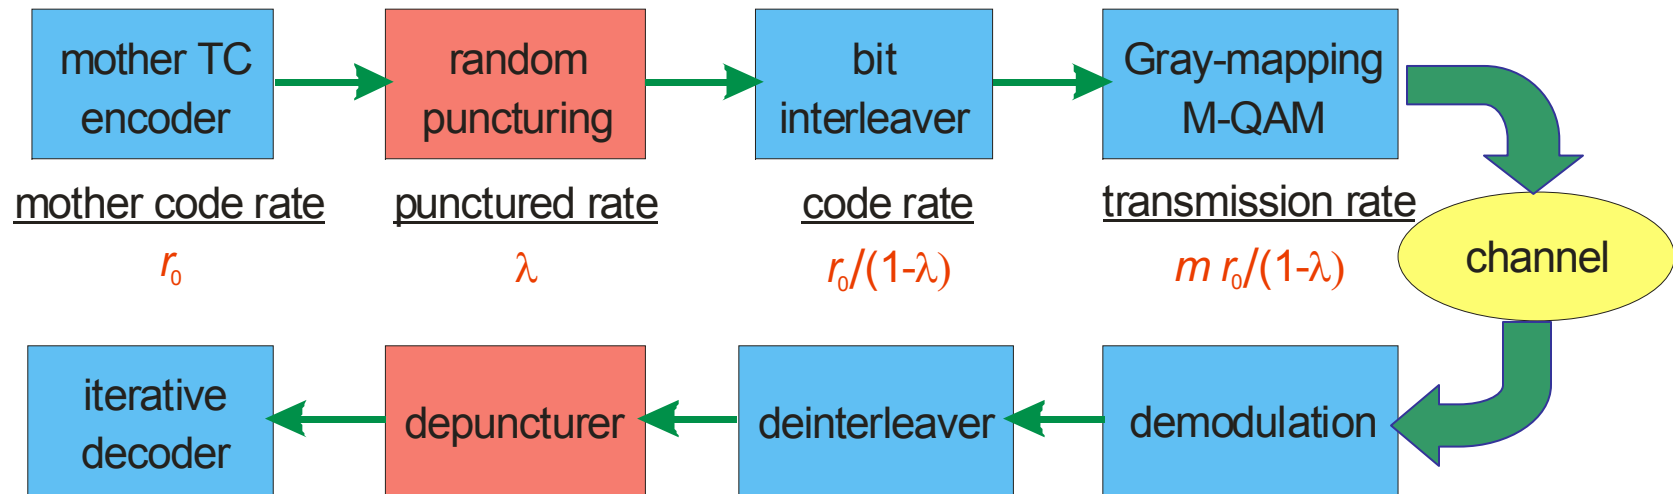 mother TC
encoder
random
puncturing
bit
interleaver
Gray-mapping
M-QAM
mother code rate
punctured rate
code rate
transmission rate
r₀
λ
r₀/(1-λ)
m r₀/(1-λ)
channel
iterative
decoder
depuncturer
deinterleaver
demodulation